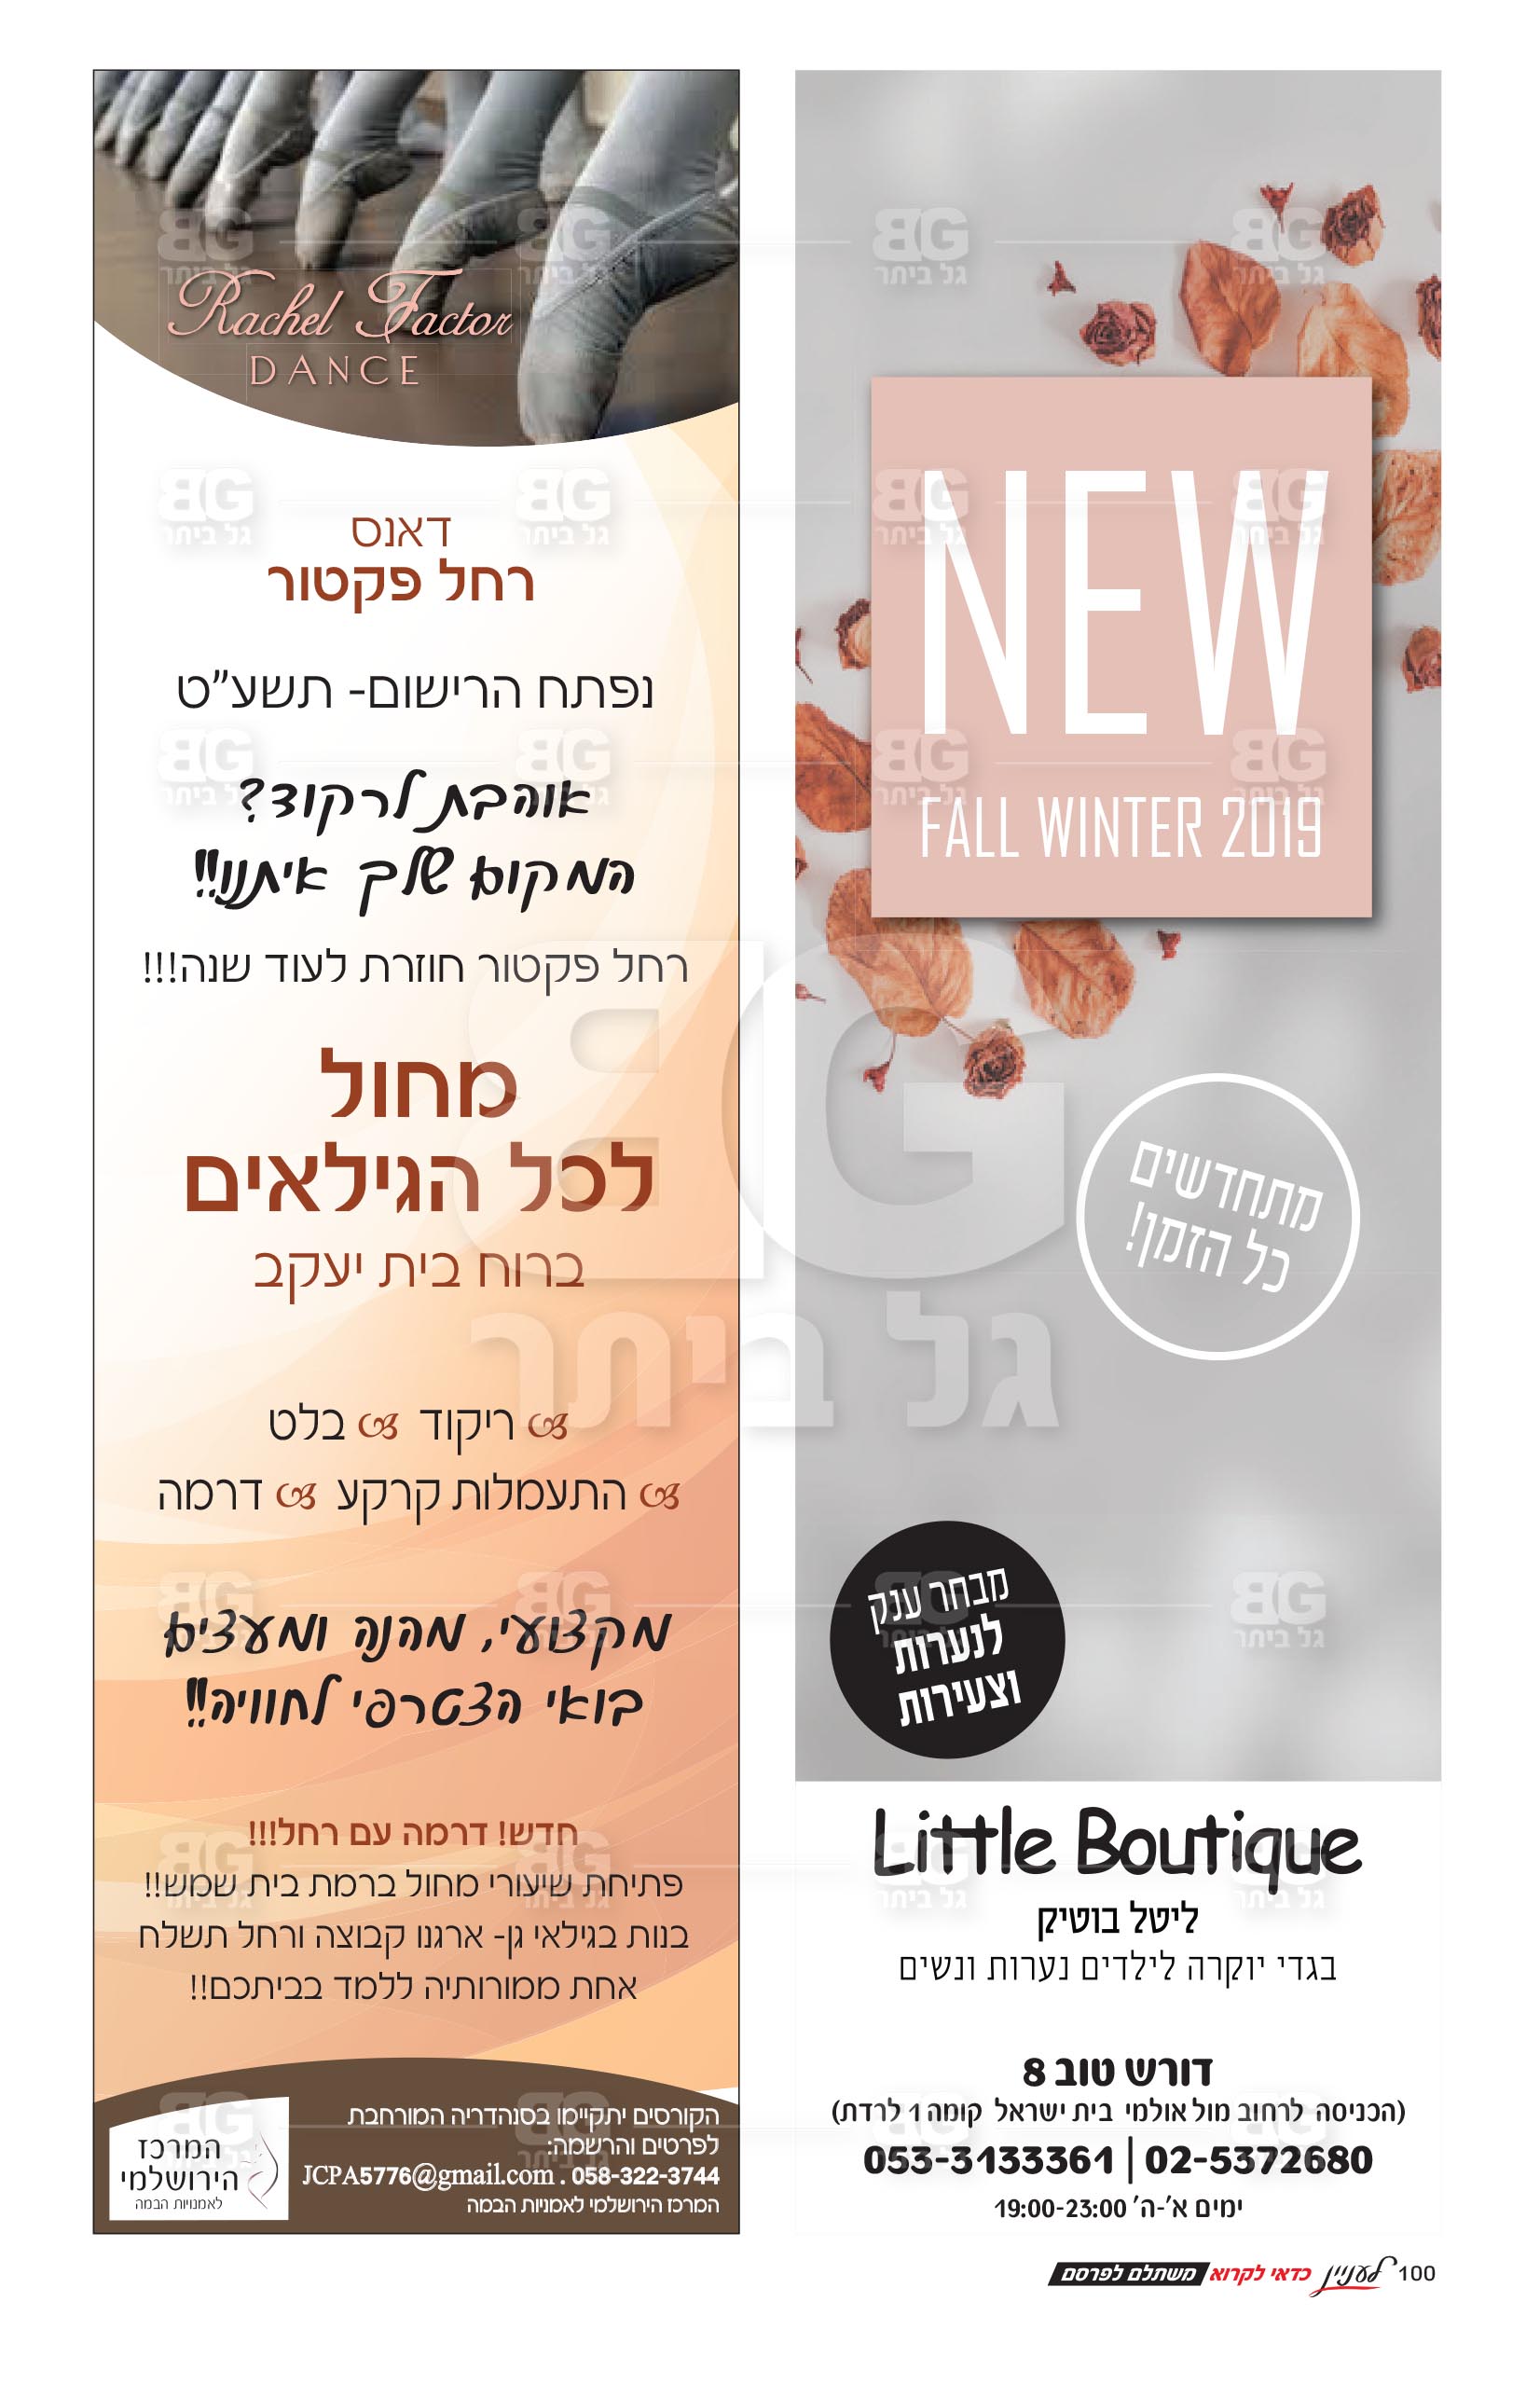 NEW
FALL WINTER 2019
מתחדשים
כל הזמן!
מבחר ענק
לנערות
וצעירות
Little Boutique
ליטל בוטיק
בגדי יוקרה לילדים נערות ונשים
דורש טוב 8
(הכניסה לרחוב מול אולמי בית ישראל קומה 1 לרדת)
053-3133361 | 02-5372680
ימים א'-ה' 19:00-23:00
Rachel Factor
DANCE
דאנס
רחל פקטור
נפתח הרישום- תשע"ט
אוהבת לרקוד?
המקום שלך איתנו!!
רחל פקטור חוזרת לעוד שנה!!!
מחול
לכל הגילאים
ברוח בית יעקב
ריקוד בלט
התעמלות קרקע דרמה
מקצועי, מהנה ומעצים
בואי הצטרפי לחוויה!!
חדש! דרמה עם רחל!!!
פתיחת שיעורי מחול ברמת בית שמש!!
בנות בגילאי גן- ארגנו קבוצה ורחל תשלח
אחת ממורותיה ללמד בביתכם!!
הקורסים יתקיימו בסנהדריה המורחבת
לפרטים והרשמה:
JCPA5776@gmail.com . 058-322-3744
המרכז הירושלמי לאמניות הבמה
המרכז
הירושלמי
לאמנויות הבמה
100 לעניין כדאי לקרוא משתלם לפרסם
BG
גל ביתר